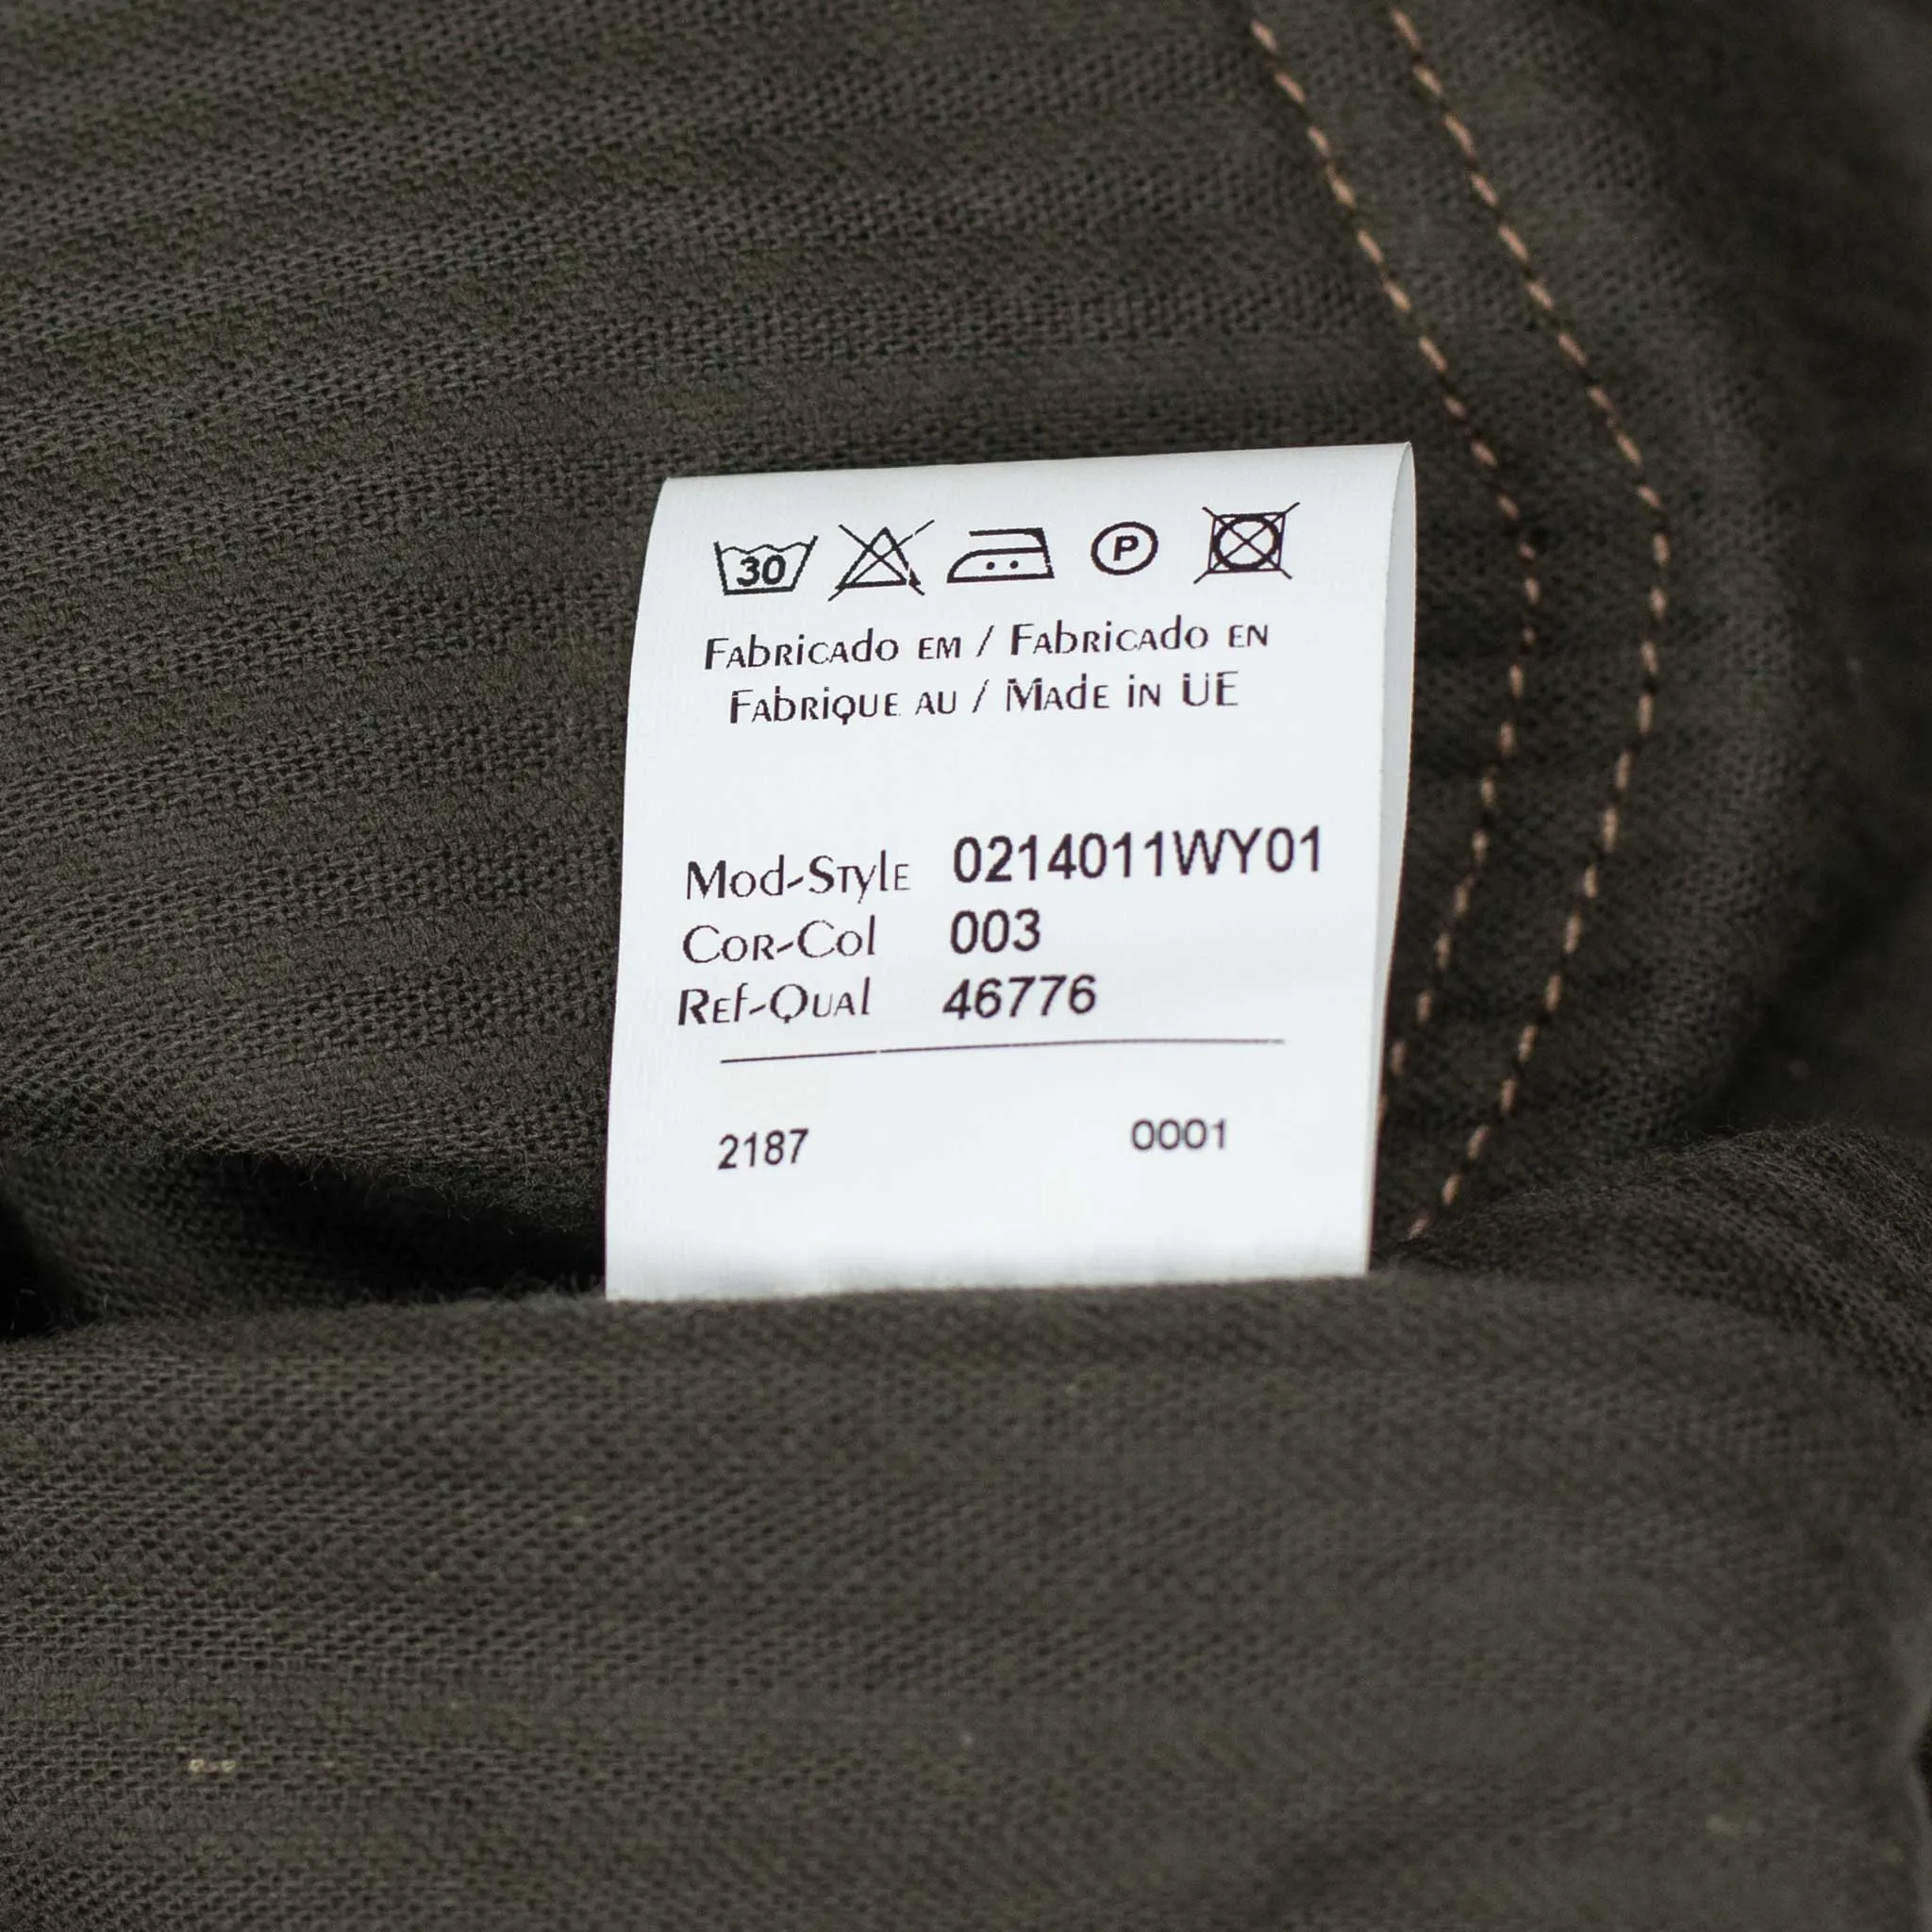 30 P
Fabricado em / Fabricado en
Fabrique au / Made in UE
Mod-Style 0214011WY01
Cor-Col 003
Ref-Qual 46776
2187 0001